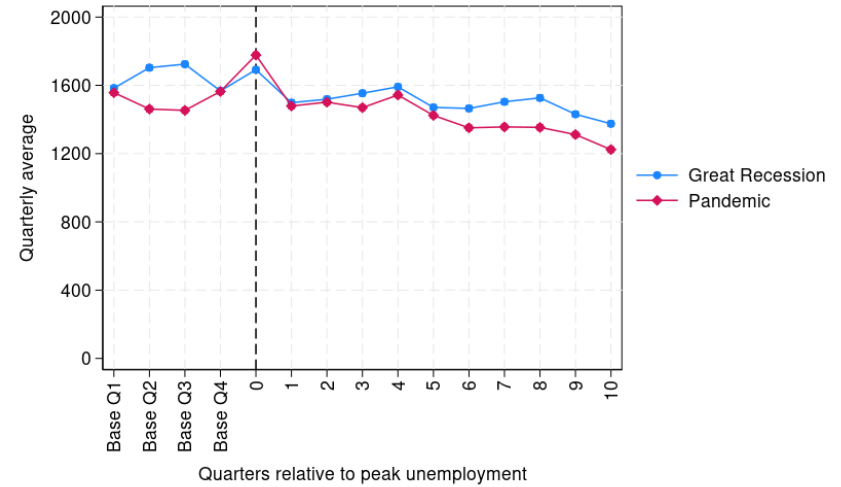 2000
1600
1200
800
400
0
Quarterly average
Base Q1
Base Q2
Base Q3
Base Q4
0
1
2
3
4
5
6
7
8
9
10
Quarters relative to peak unemployment
Great Recession
Pandemic